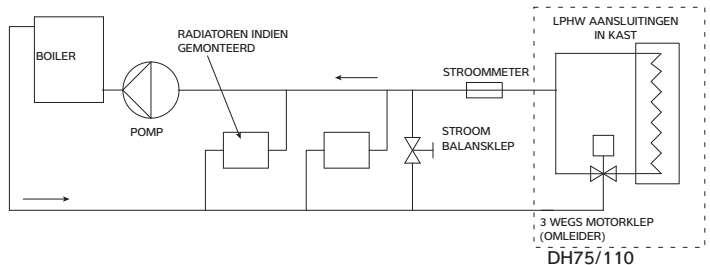 RADIATOREN INDIEN
GEMONTEERD
LPHW AANSLUITINGEN
IN KAST
BOILER
STROOMMETER
POMP
STROOM
BALANSKLEP
3 WEGS MOTORKLEP
(OMLEIDER)
DH75/110